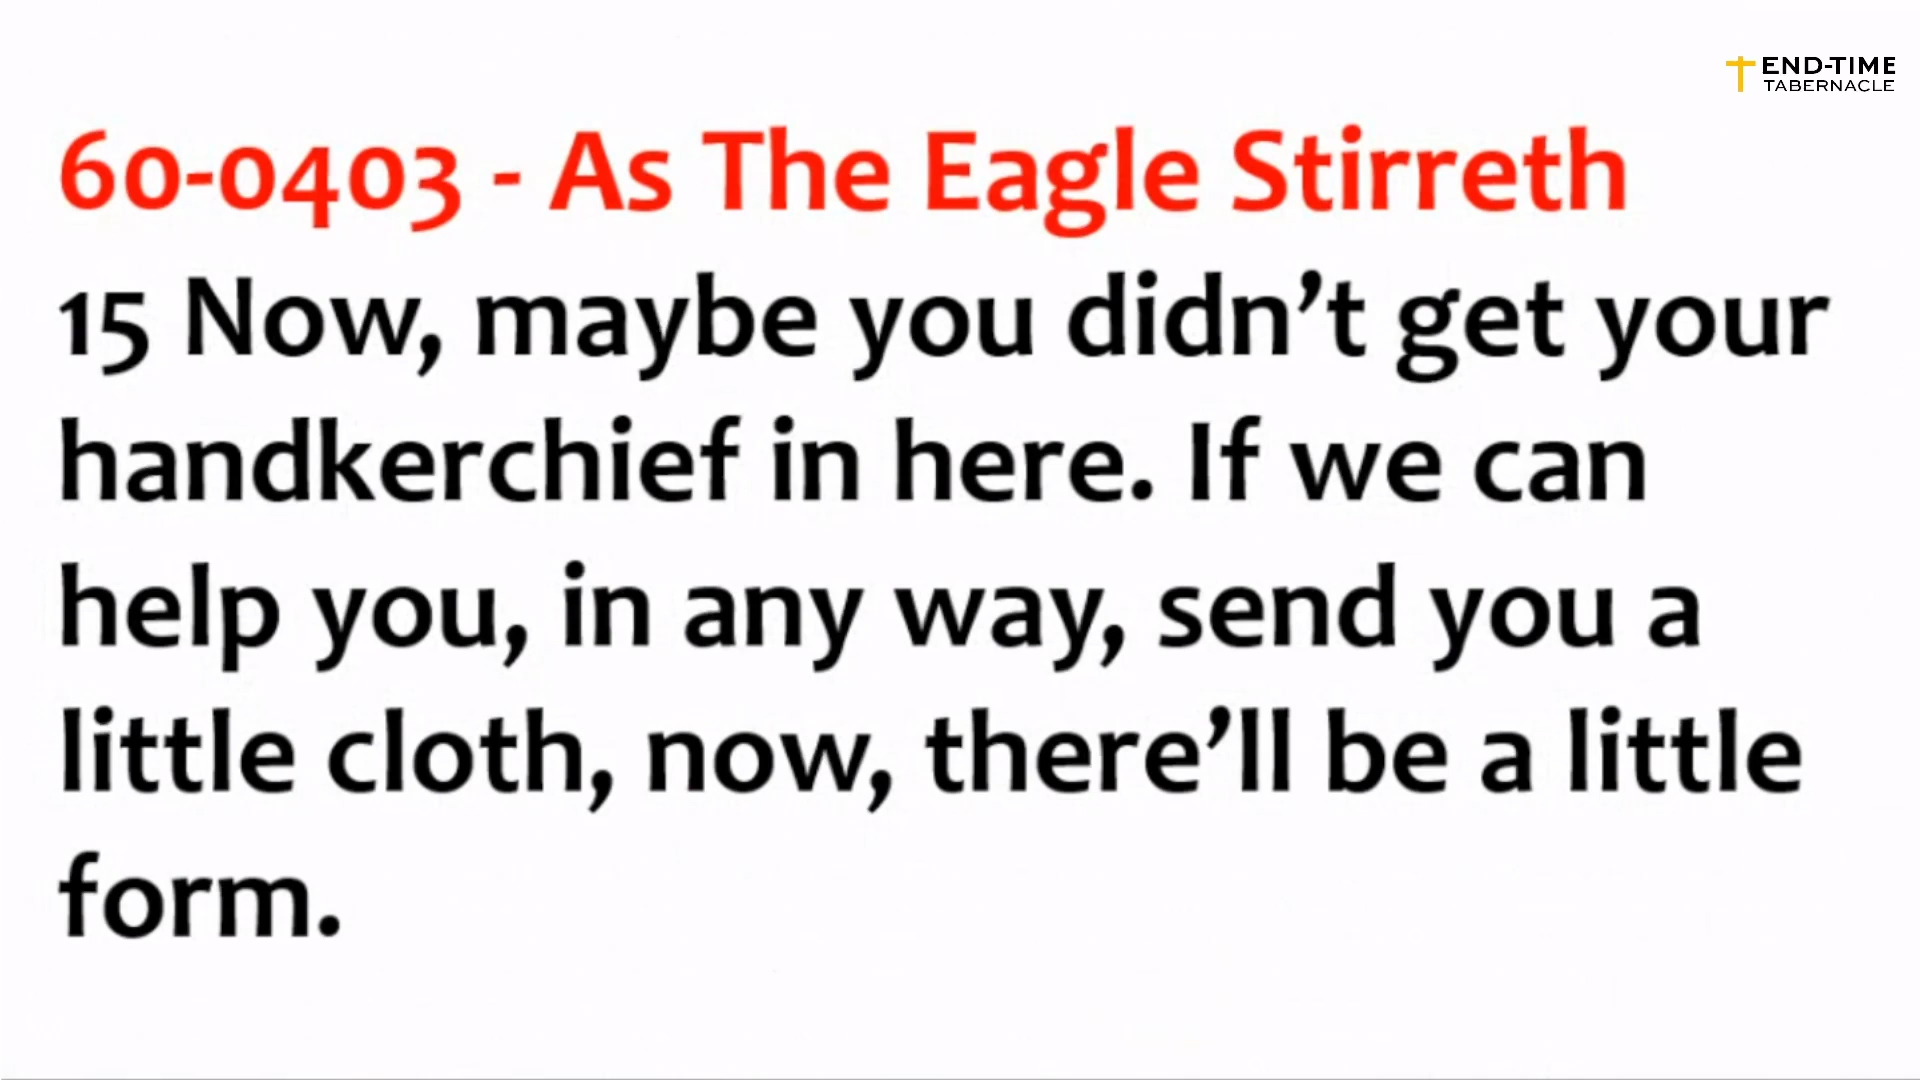 END-TIME
TABERNACLE
60-0403 - As The Eagle Stirreth
15 Now, maybe you didn’t get your
handkerchief in here. If we can
help you, in any way, send you a
little cloth, now, there’ll be a little
form.